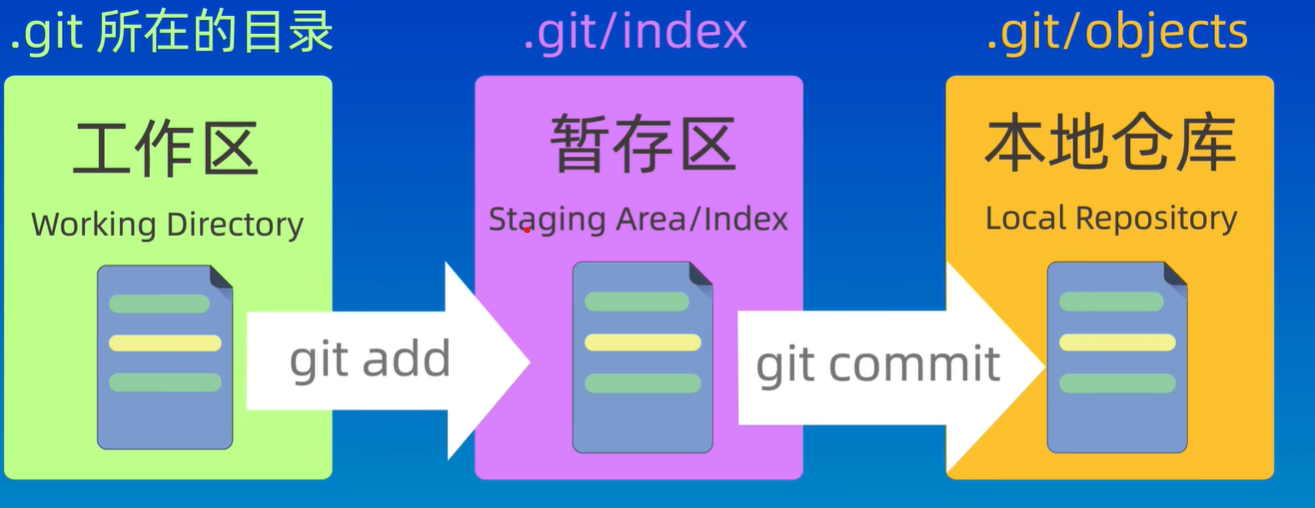 .git 所在的目录
.git/index
.git/objects
工作区
暂存区
本地仓库
Working Directory
Staging Area/Index
Local Repository
git add
git commit